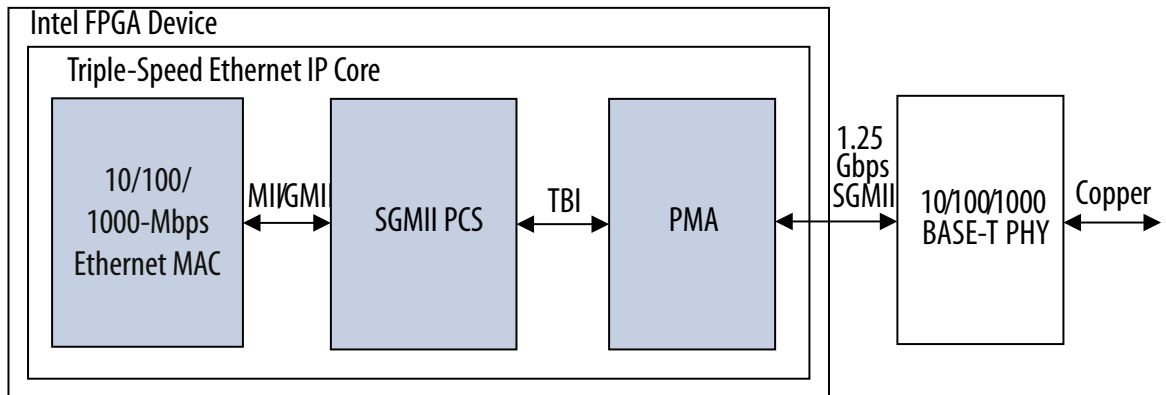 Intel FPGA Device
Triple-Speed Ethernet IP Core
10/100/
1000-Mbps
Ethernet MAC
MII/GMII
SGMII PCS
TBI
PMA
1.25
Gbps
SGMII
10/100/1000
BASE-T PHY
Copper